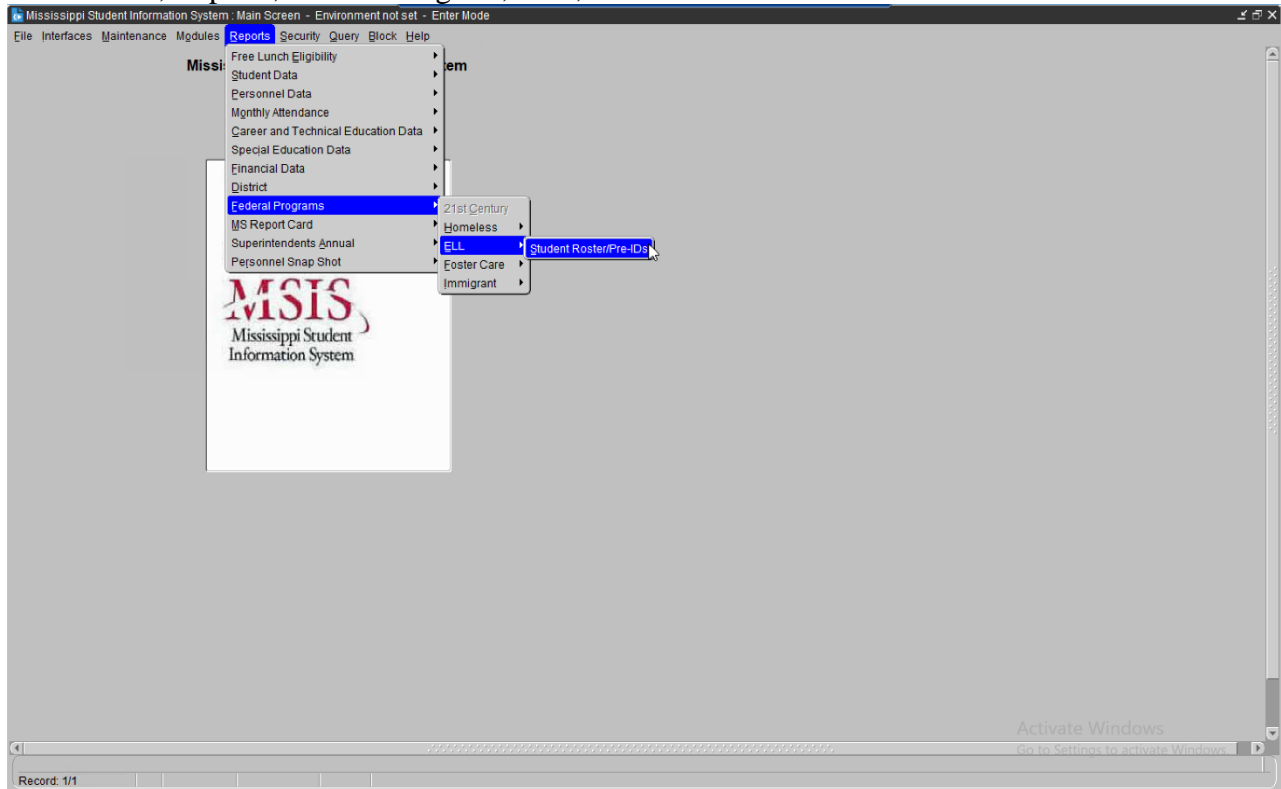 Mississippi Student Information System : Main Screen - Environment not set - Enter Mode
File Interfaces Maintenance Modules Reports Security Query Block Help
Missi
tem
Free Lunch Eligibility
Student Data
Personnel Data
Monthly Attendance
Career and Technical Education Data
Special Education Data
Financial Data
District
Federal Programs
MS Report Card
Superintendents Annual
Personnel Snap Shot
21st Century
Homeless
ELL
Foster Care
Immigrant
Student Roster/Pre-IDs
MSIS
Mississippi Student
Information System
Activate Windows
Go to Settings to activate Windows.
Record: 1/1